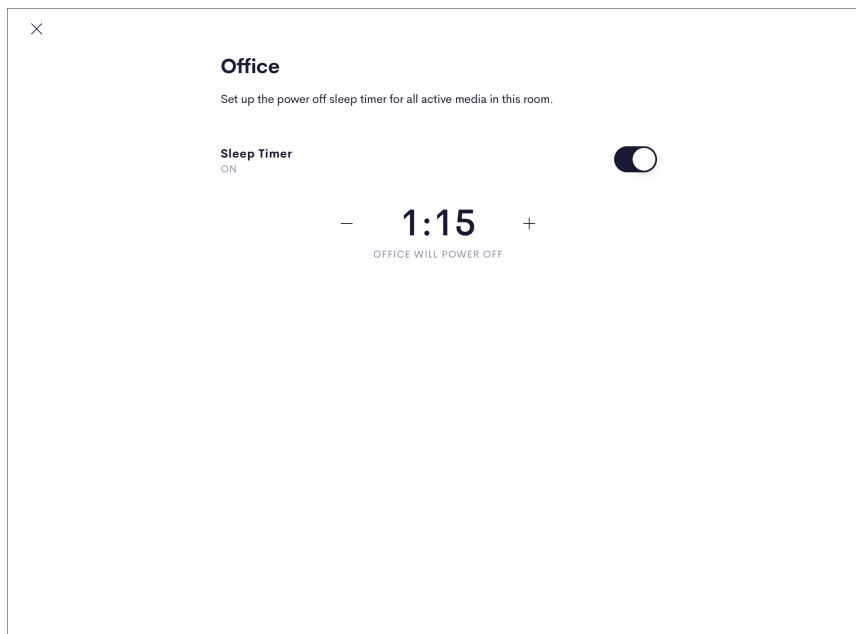 Office
Set up the power off sleep timer for all active media in this room.
Sleep Timer
ON
1:15
OFFICE WILL POWER OFF